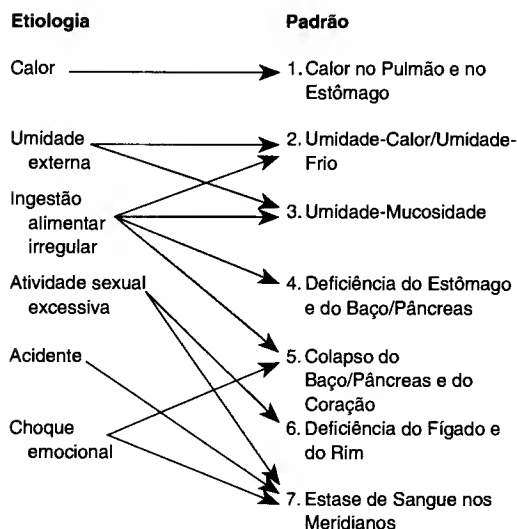 Etiologia
Padrão
Calor
1. Calor no Pulmão e no
Estômago
Umidade
externa
2. Umidade-Calor/Umidade-
Frio
Ingestão
alimentar
irregular
3. Umidade-Mucosidade
Atividade sexual
excessiva
4. Deficiência do Estômago
e do Baço/Pâncreas
Acidente
5. Colapso do
Baço/Pâncreas e do
Coração
Choque
emocional
6. Deficiência do Fígado e
do Rim
7. Estase de Sangue nos
Meridianos